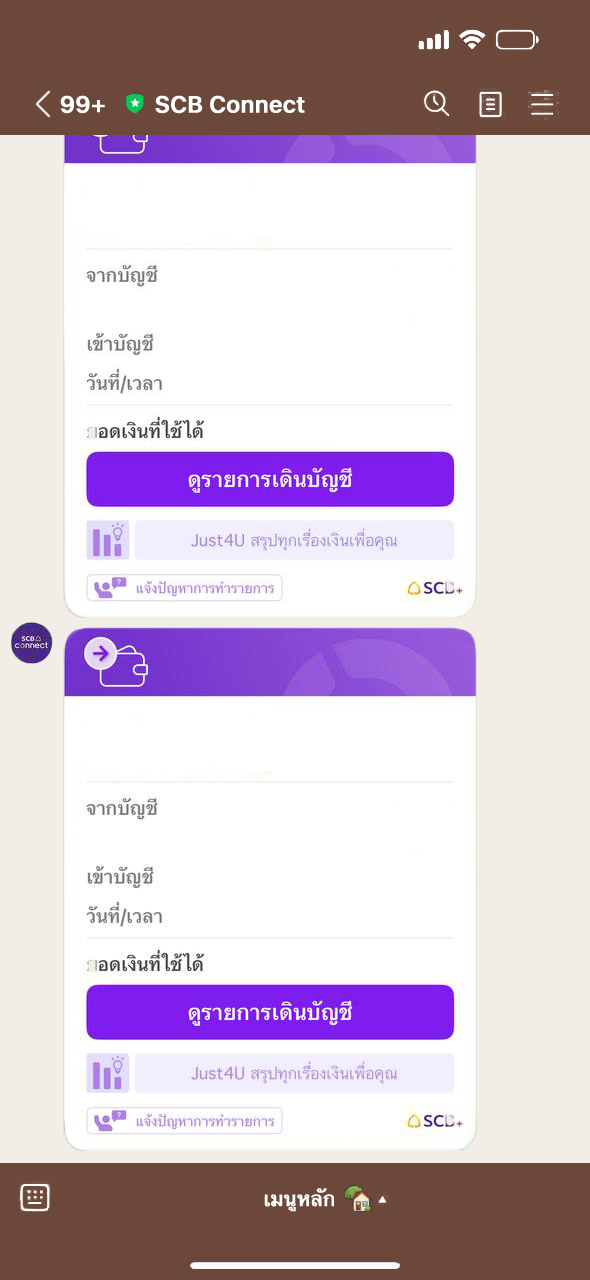 99+ SCB Connect
จากบัญชี
เข้าบัญชี
วันที่/เวลา
ยอดเงินที่ใช้ได้
ดูรายการเดินบัญชี
Just4U สรุปทุกเรื่องเงินเพื่อคุณ
แจ้งปัญหาการทำรายการ
SCB+
SCB
connect
จากบัญชี
เข้าบัญชี
วันที่/เวลา
ยอดเงินที่ใช้ได้
ดูรายการเดินบัญชี
Just4U สรุปทุกเรื่องเงินเพื่อคุณ
แจ้งปัญหาการทำรายการ
SCB+
เมนูหลัก